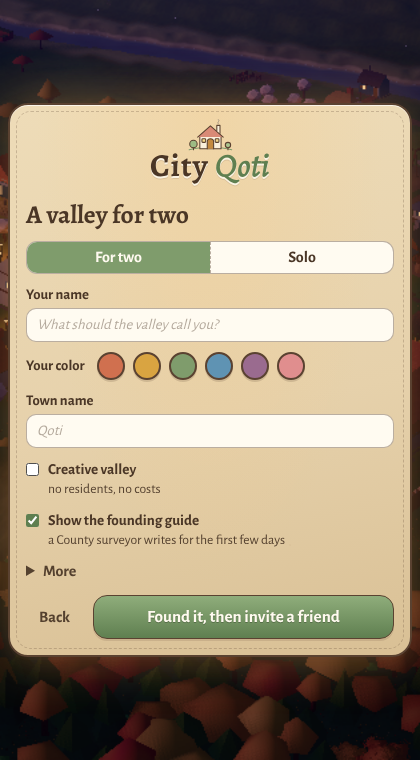 City Qoti
A valley for two
For two
Solo
Your name
What should the valley call you?
Your color
Town name
Qoti
Creative valley
no residents, no costs
Show the founding guide
a County surveyor writes for the first few days
More
Back
Found it, then invite a friend